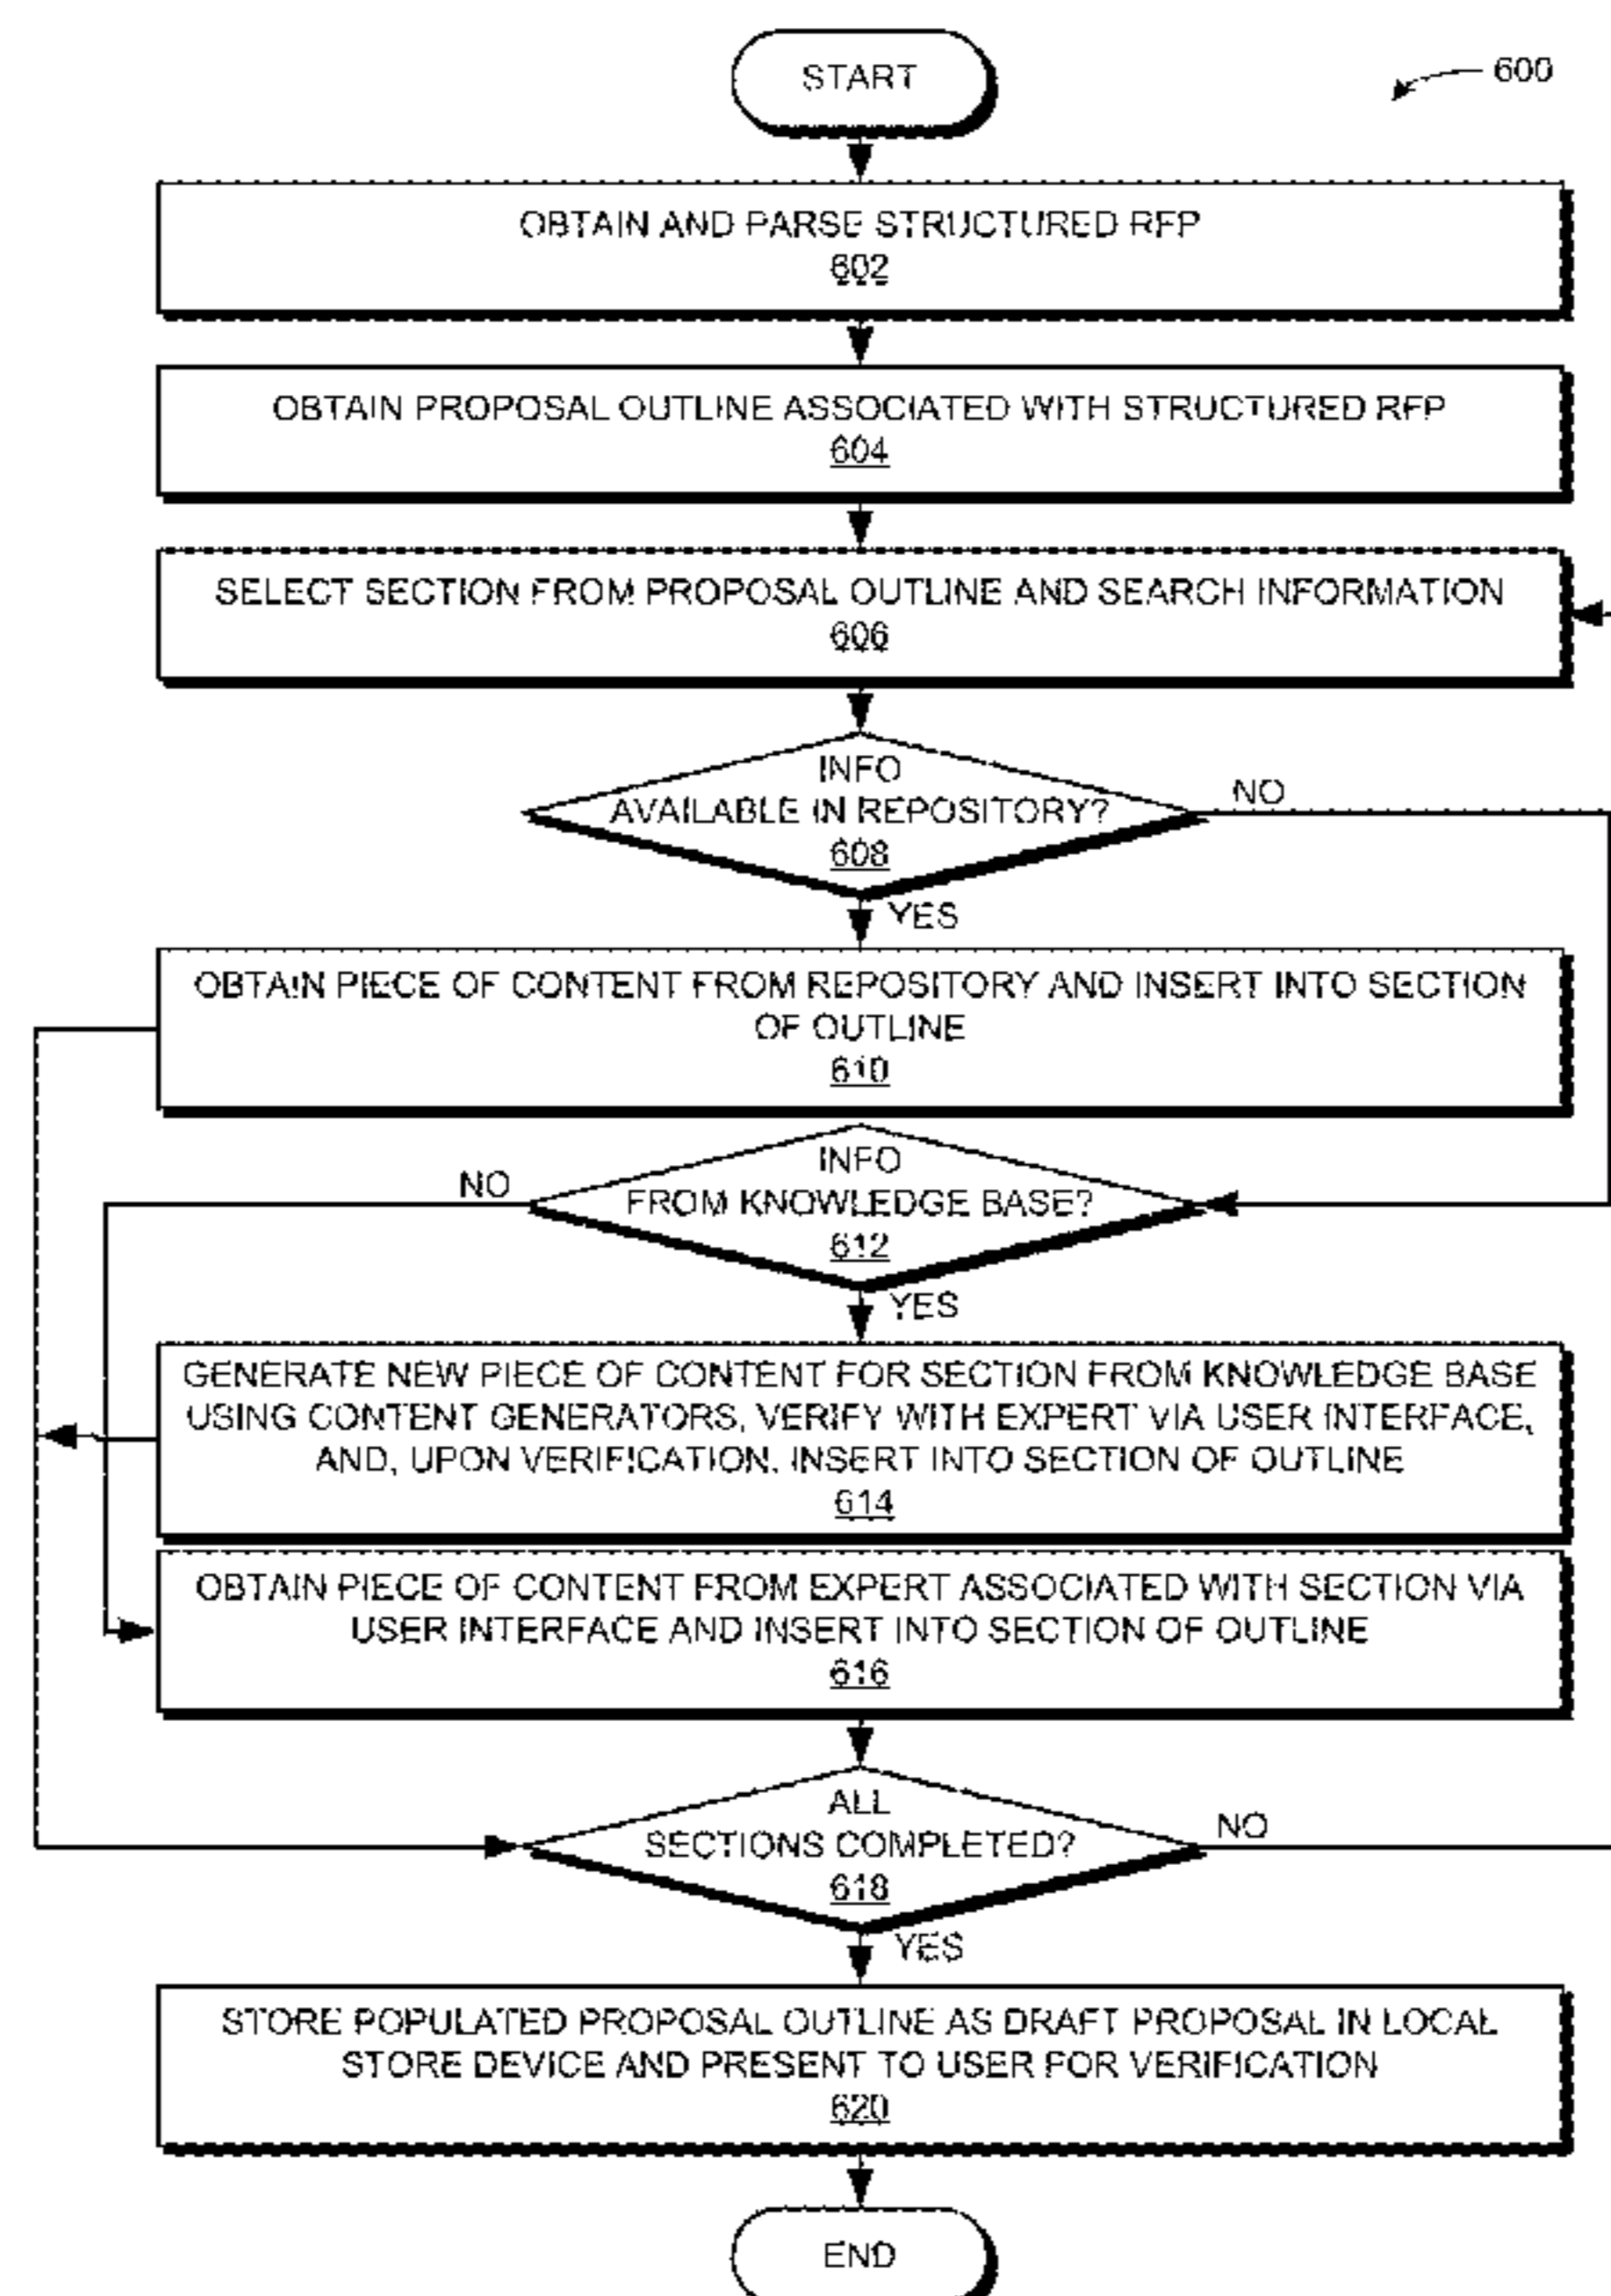 START
600
OBTAIN AND PARSE STRUCTURED RFP
602
OBTAIN PROPOSAL OUTLINE ASSOCIATED WITH STRUCTURED RFP
604
SELECT SECTION FROM PROPOSAL OUTLINE AND SEARCH INFORMATION
606
INFO
AVAILABLE IN REPOSITORY?
608
NO
YES
OBTAIN PIECE OF CONTENT FROM REPOSITORY AND INSERT INTO SECTION
OF OUTLINE
610
INFO
FROM KNOWLEDGE BASE?
612
NO
YES
GENERATE NEW PIECE OF CONTENT FOR SECTION FROM KNOWLEDGE BASE
USING CONTENT GENERATORS, VERIFY WITH EXPERT VIA USER INTERFACE,
AND, UPON VERIFICATION, INSERT INTO SECTION OF OUTLINE
614
OBTAIN PIECE OF CONTENT FROM EXPERT ASSOCIATED WITH SECTION VIA
USER INTERFACE AND INSERT INTO SECTION OF OUTLINE
616
ALL
SECTIONS COMPLETED?
618
NO
YES
STORE POPULATED PROPOSAL OUTLINE AS DRAFT PROPOSAL IN LOCAL
STORE DEVICE AND PRESENT TO USER FOR VERIFICATION
620
END